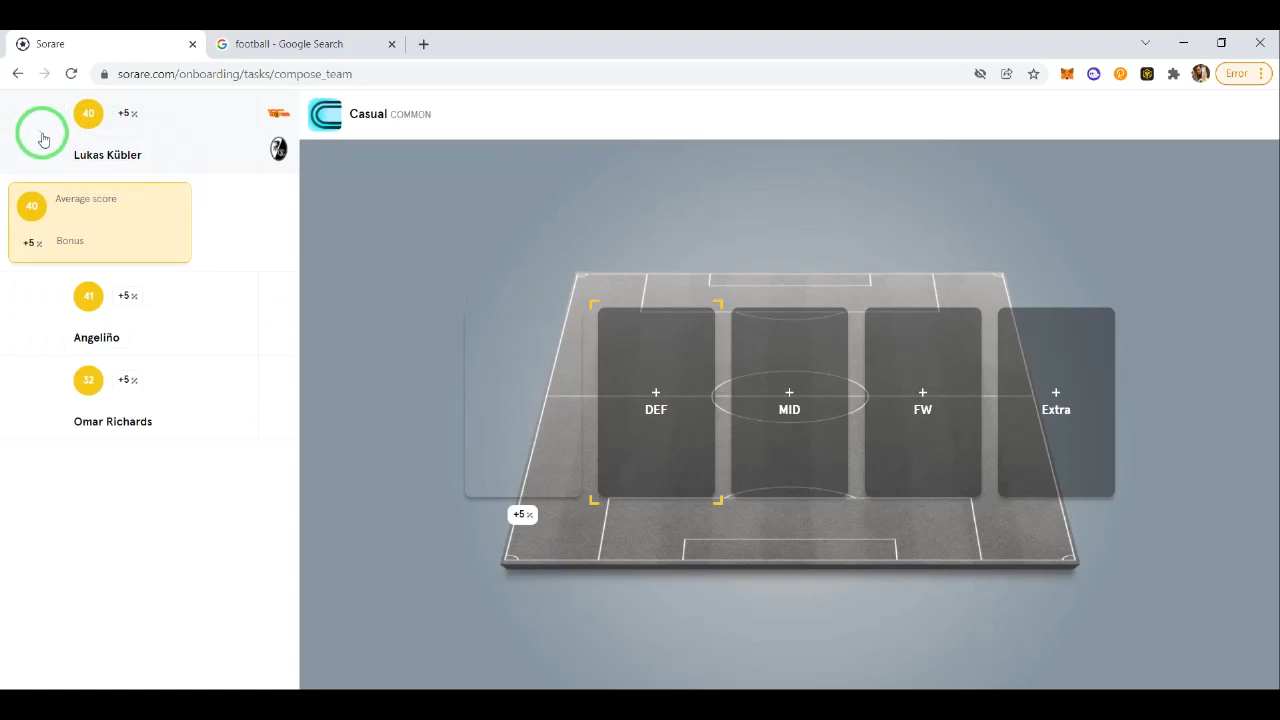 Sorare
football - Google Search
sorare.com/onboarding/tasks/compose_team
Error
40 +5 %
Lukas Kübler
40 Average score
+5 % Bonus
41 +5 %
Angeliño
32 +5 %
Omar Richards
Casual COMMON
+ + + +
DEF MID FW Extra
+5 %